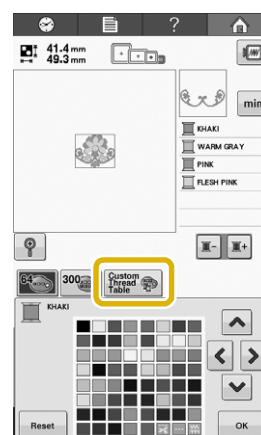 ?
41.4 mm
49.3 mm
min
KHAKI
WARM GRAY
PINK
FLESH PINK
64
300
Custom
Thread
Table
KHAKI
Reset
OK